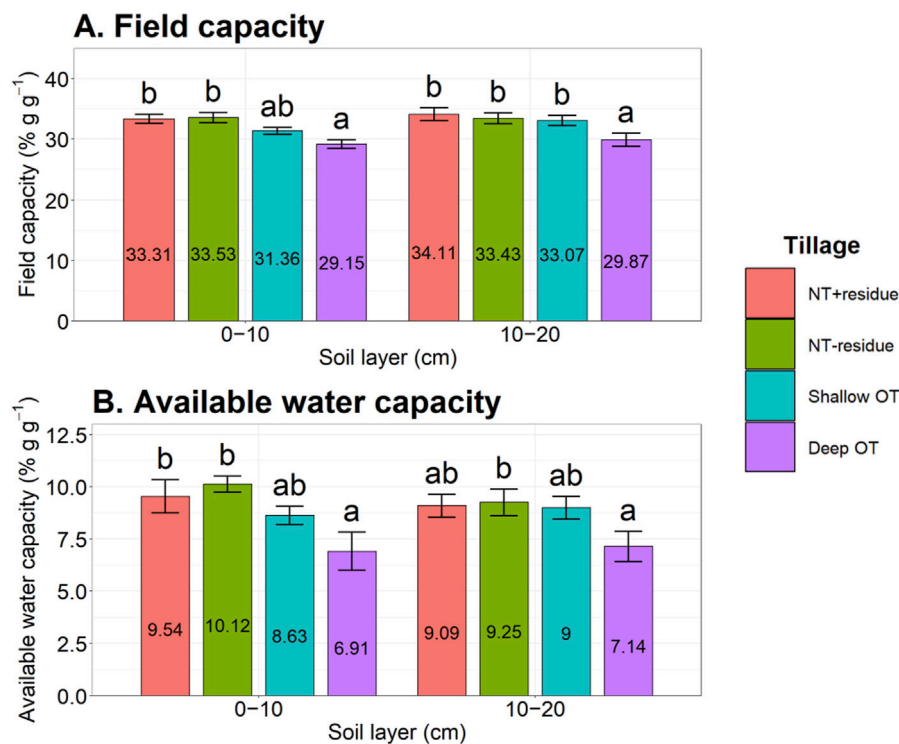 A. Field capacity
Field capacity (% g g⁻¹)
40
30
20
10
0
b b ab a b b b a
33.31 33.53 31.36 29.15 34.11 33.43 33.07 29.87
0−10 10−20
Soil layer (cm)
Tillage
NT+residue
NT-residue
Shallow OT
Deep OT
B. Available water capacity
Available water capacity (% g g⁻¹)
12.5
10.0
7.5
5.0
2.5
0.0
b b ab a ab b ab a
9.54 10.12 8.63 6.91 9.09 9.25 9 7.14
0−10 10−20
Soil layer (cm)